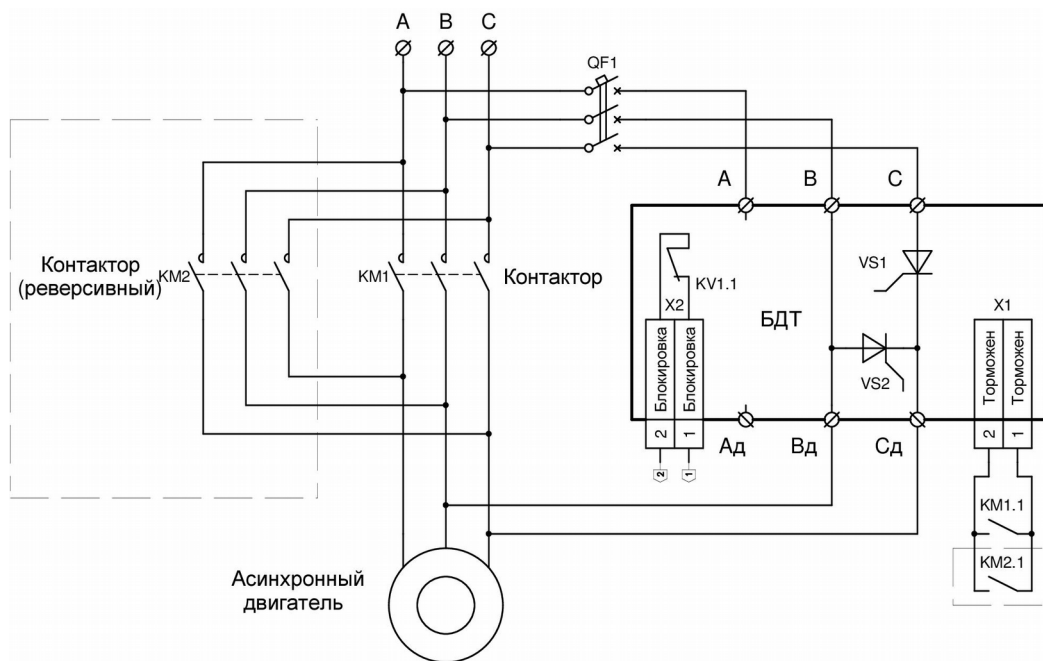 A B C
QF1
A B C
Контактор
(реверсивный)
KM2
KM1
Контактор
KV1.1
X2
Блокировка
Блокировка
2 1
2 1
БДТ
VS1
VS2
X1
Торможен
Торможен
2 1
Ад Вд Сд
KM1.1
KM2.1
Асинхронный
двигатель